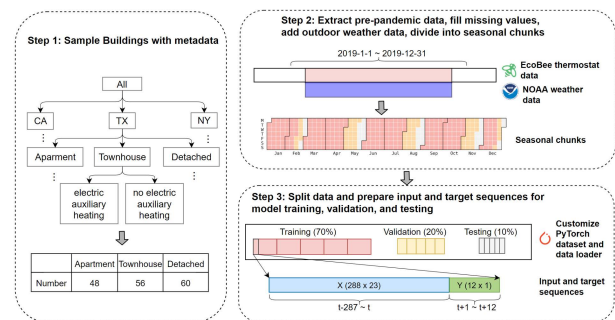 Step 1: Sample Buildings with metadata
All
CA
TX
NY
Aparment
Townhouse
Detached
electric
auxiliary
heating
no electric
auxiliary
heating
Apartment Townhouse Detached
Number 48 56 60
Step 2: Extract pre-pandemic data, fill missing values,
add outdoor weather data, divide into seasonal chunks
2019-1-1 ~ 2019-12-31
EcoBee thermostat
data
NOAA weather
data
M
T
W
T
F
S
S
Jan Feb Mar Apr May Jun Jul Aug Sep Oct Nov Dec
Seasonal chunks
Step 3: Split data and prepare input and target sequences for
model training, validation, and testing
Training (70%) Validation (20%) Testing (10%)
Customize
PyTorch
dataset and
data loader
X (288 x 23) Y (12 x 1)
t-287 ~ t t+1 ~ t+12
Input and target
sequences